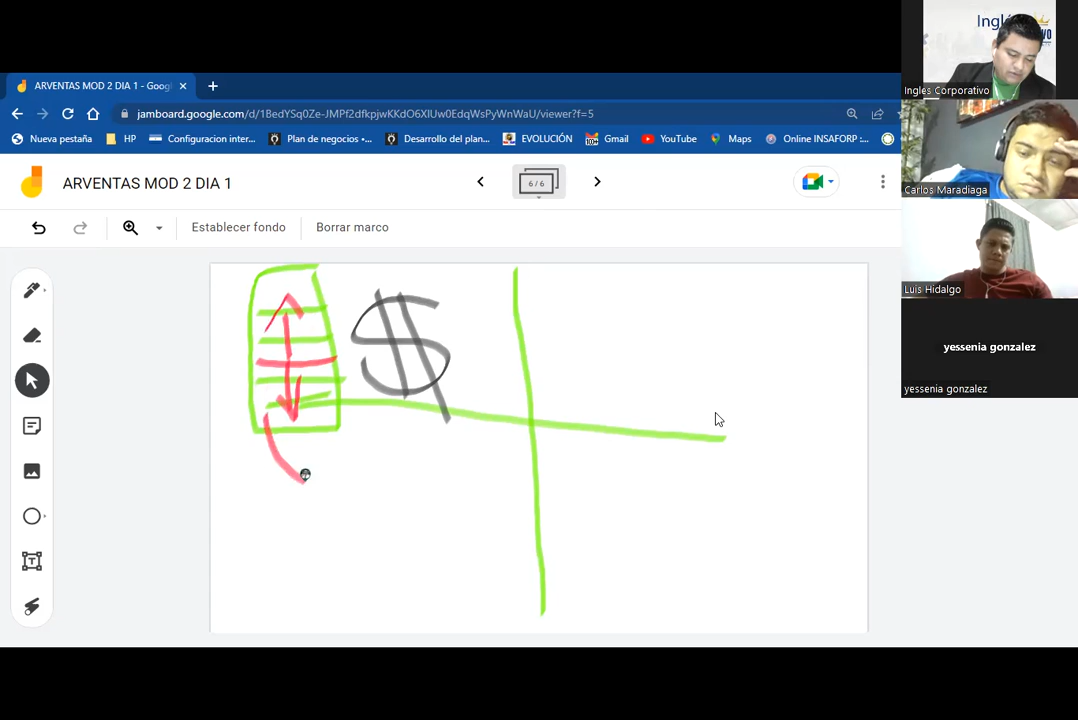 ARVENTAS MOD 2 DIA 1 - Goog
jamboard.google.com/d/1BedYSq0Ze-JMPf2dfkpjwKKdO6XlUw0EdqWsPyWnWaU/viewer?f=5
Nueva pestaña
HP
Configuracion inter...
Plan de negocios •...
Desarrollo del plan...
EVOLUCIÓN
Gmail
YouTube
Maps
Online INSAFORP ::..
ARVENTAS MOD 2 DIA 1
6 / 6
Establecer fondo
Borrar marco
$
Ingl
Ingles Corporativo
Carlos Maradiaga
Luis Hidalgo
yessenia gonzalez
yessenia gonzalez